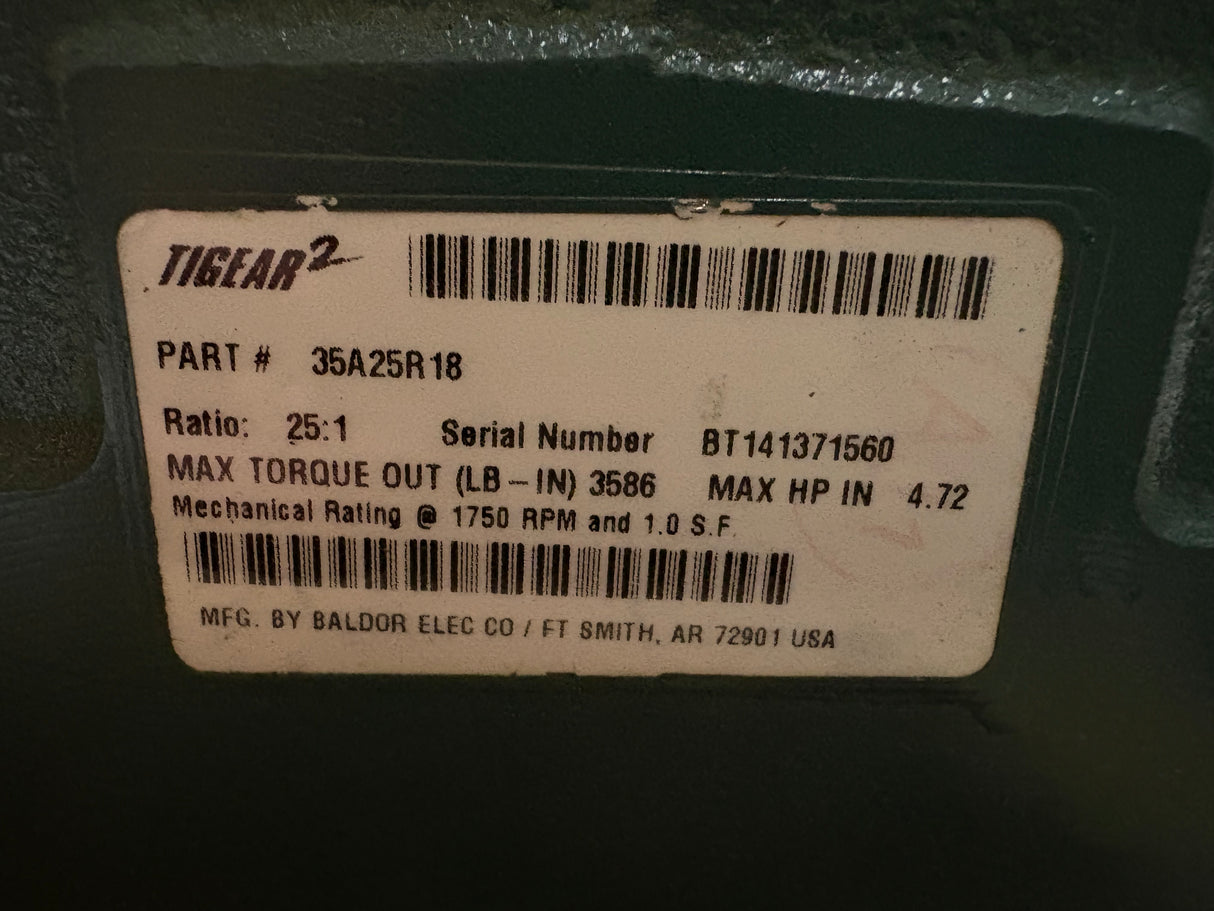 TIGEAR2
PART # 35A25R18
Ratio: 25:1 Serial Number BT141371560
MAX TORQUE OUT (LB-IN) 3586 MAX HP IN 4.72
Mechanical Rating @ 1750 RPM and 1.0 S.F.
MFG. BY BALDOR ELEC CO / FT SMITH, AR 72901 USA